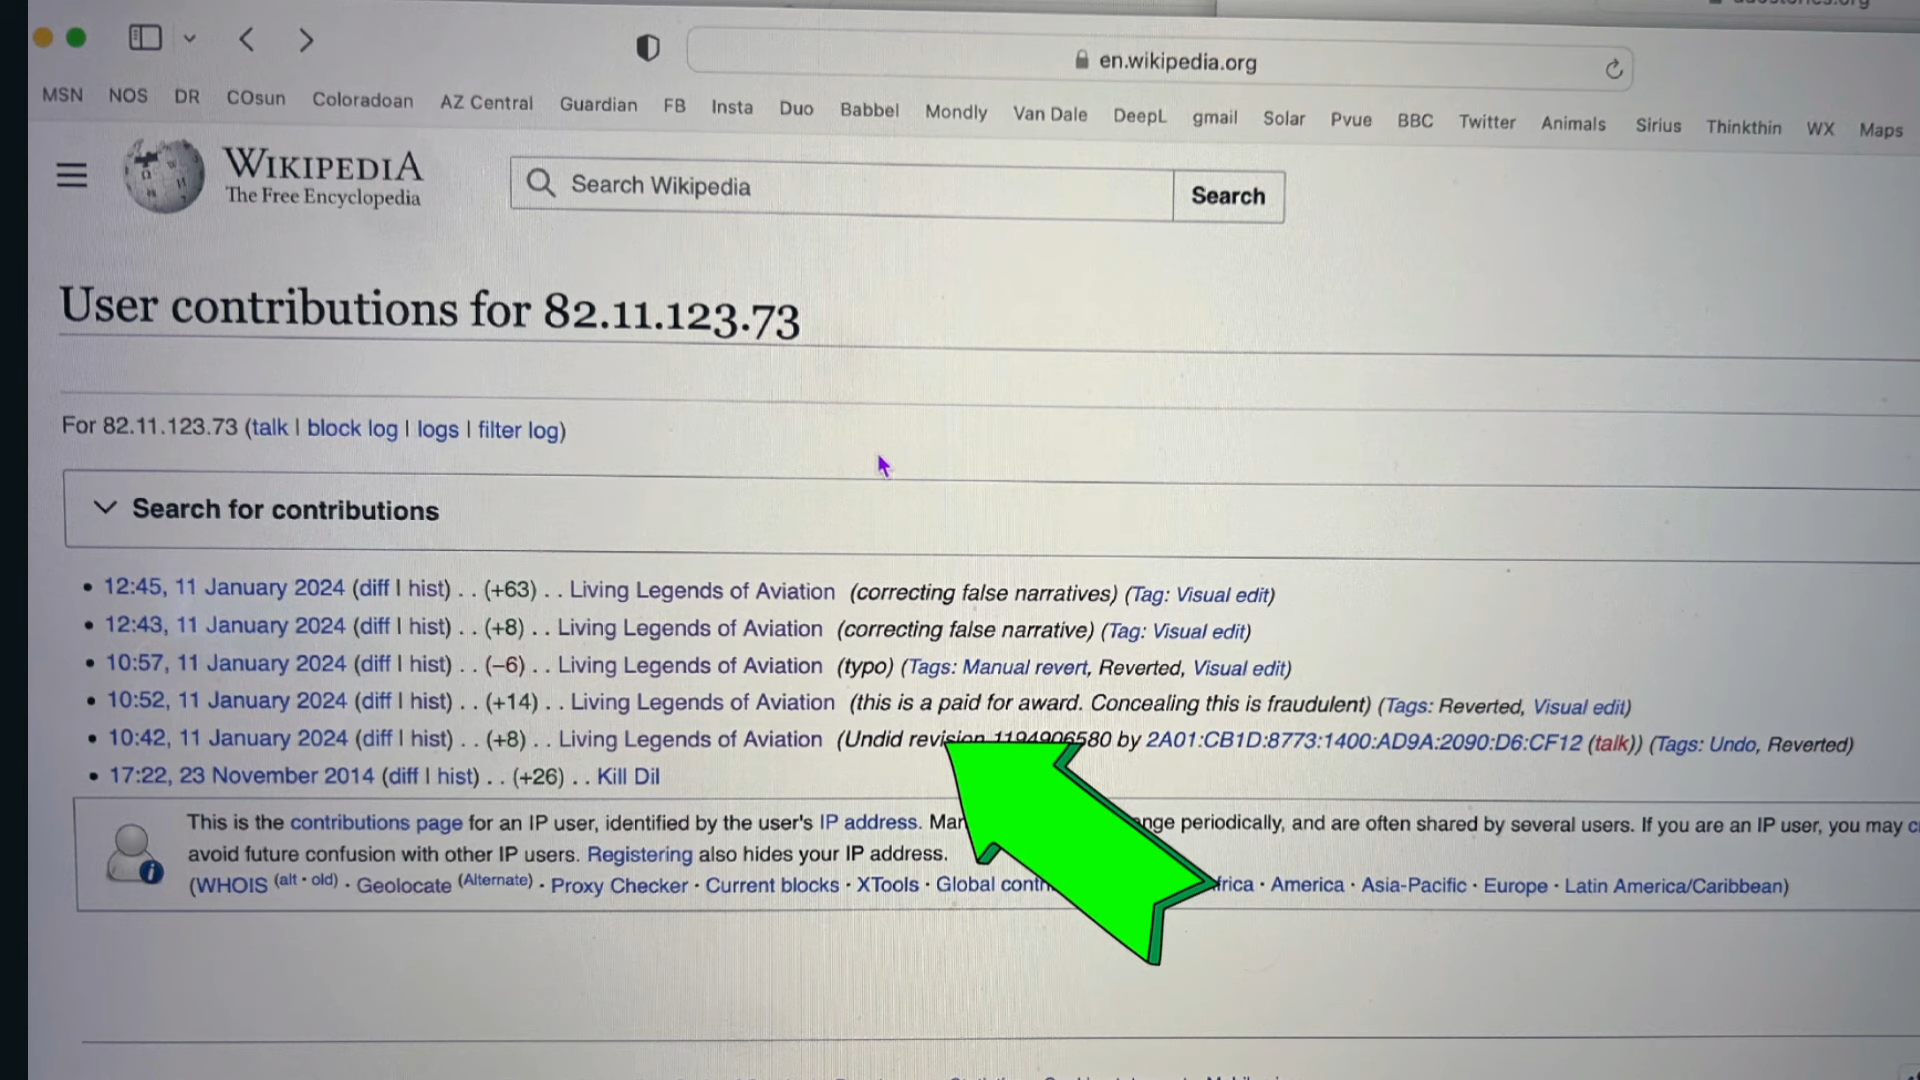 en.wikipedia.org
MSN NOS DR COsun Coloradoan AZ Central Guardian FB Insta Duo Babbel Mondly Van Dale DeepL gmail Solar Pvue BBC Twitter Animals Sirius Thinkthin WX Maps
WIKIPEDIA
The Free Encyclopedia
Search Wikipedia
Search
User contributions for 82.11.123.73
For 82.11.123.73 (talk | block log | logs | filter log)
Search for contributions
• 12:45, 11 January 2024 (diff | hist) . . (+63) . . Living Legends of Aviation (correcting false narratives) (Tag: Visual edit)
• 12:43, 11 January 2024 (diff | hist) . . (+8) . . Living Legends of Aviation (correcting false narrative) (Tag: Visual edit)
• 10:57, 11 January 2024 (diff | hist) . . (−6) . . Living Legends of Aviation (typo) (Tags: Manual revert, Reverted, Visual edit)
• 10:52, 11 January 2024 (diff | hist) . . (+14) . . Living Legends of Aviation (this is a paid for award. Concealing this is fraudulent) (Tags: Reverted, Visual edit)
• 10:42, 11 January 2024 (diff | hist) . . (+8) . . Living Legends of Aviation (Undid revision 1194906580 by 2A01:CB1D:8773:1400:AD9A:2090:D6:CF12 (talk)) (Tags: Undo, Reverted)
• 17:22, 23 November 2014 (diff | hist) . . (+26) . . Kill Dil
This is the contributions page for an IP user, identified by the user's IP address. periodically, and are often shared by several users. If you are an IP user, you may
avoid future confusion with other IP users. Registering also hides your IP address.
(WHOIS (alt • old) · Geolocate (Alternate) · Proxy Checker · Current blocks · XTools · Global · America · Asia-Pacific · Europe · Latin America/Caribbean)